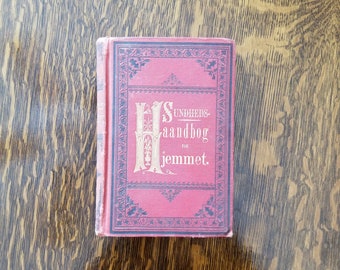 Sundheds-
Haandbog
for
Hjemmet.